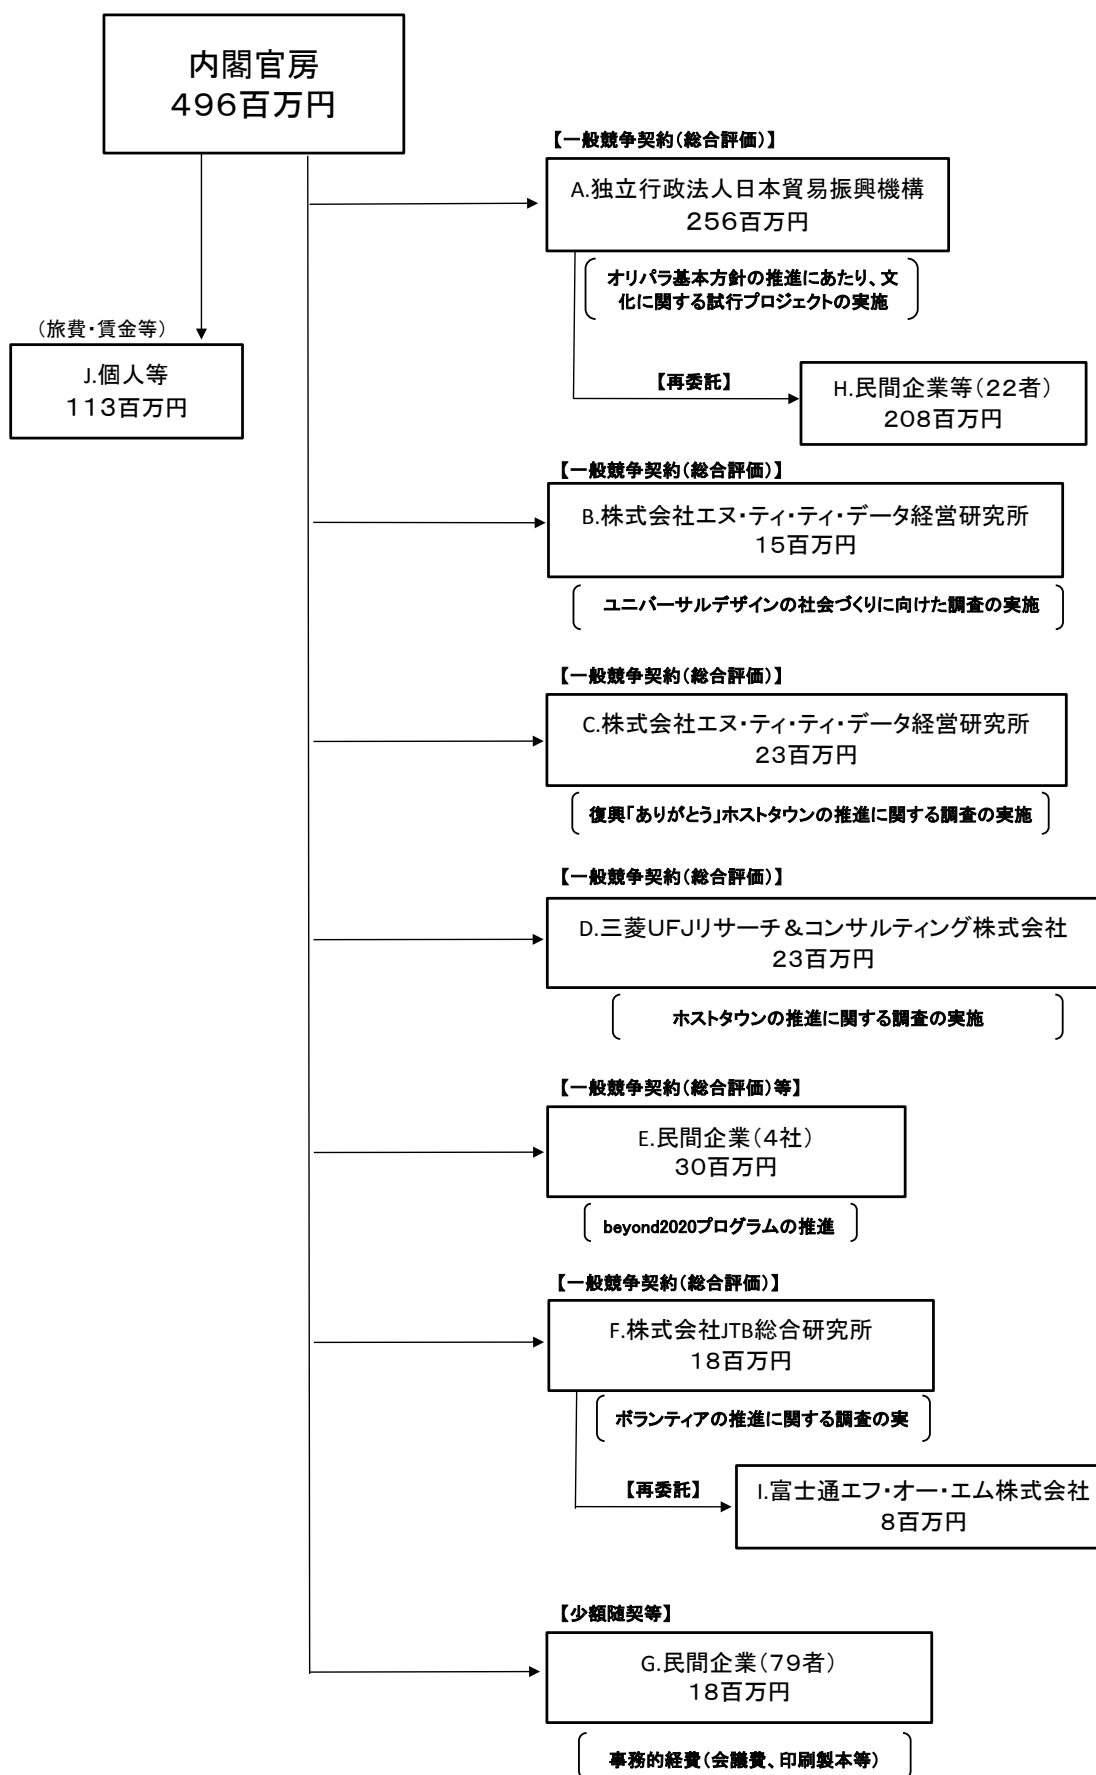 内閣官房
496百万円
【一般競争契約(総合評価)】
A.独立行政法人日本貿易振興機構
256百万円
オリパラ基本方針の推進にあたり、文
化に関する試行プロジェクトの実施
(旅費・賃金等)
J.個人等
113百万円
【再委託】
H.民間企業等(22者)
208百万円
【一般競争契約(総合評価)】
B.株式会社エヌ・ティ・ティ・データ経営研究所
15百万円
ユニバーサルデザインの社会づくりに向けた調査の実施
【一般競争契約(総合評価)】
C.株式会社エヌ・ティ・ティ・データ経営研究所
23百万円
復興「ありがとう」ホストタウンの推進に関する調査の実施
【一般競争契約(総合評価)】
D.三菱UFJリサーチ&コンサルティング株式会社
23百万円
ホストタウンの推進に関する調査の実施
【一般競争契約(総合評価)等】
E.民間企業(4社)
30百万円
beyond2020プログラムの推進
【一般競争契約(総合評価)】
F.株式会社JTB総合研究所
18百万円
ボランティアの推進に関する調査の実
【再委託】
I.富士通エフ・オー・エム株式会社
8百万円
【少額随契等】
G.民間企業(79者)
18百万円
事務的経費(会議費、印刷製本等)